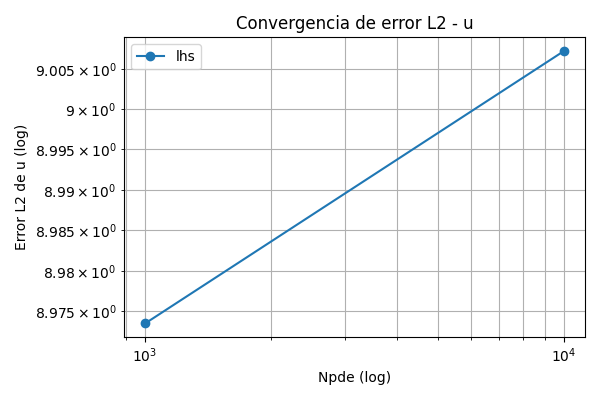 Convergencia de error L2 - u
lhs
9.005 × 10⁰
9 × 10⁰
8.995 × 10⁰
8.99 × 10⁰
8.985 × 10⁰
8.98 × 10⁰
8.975 × 10⁰
Error L2 de u (log)
10³ 10⁴
Npde (log)